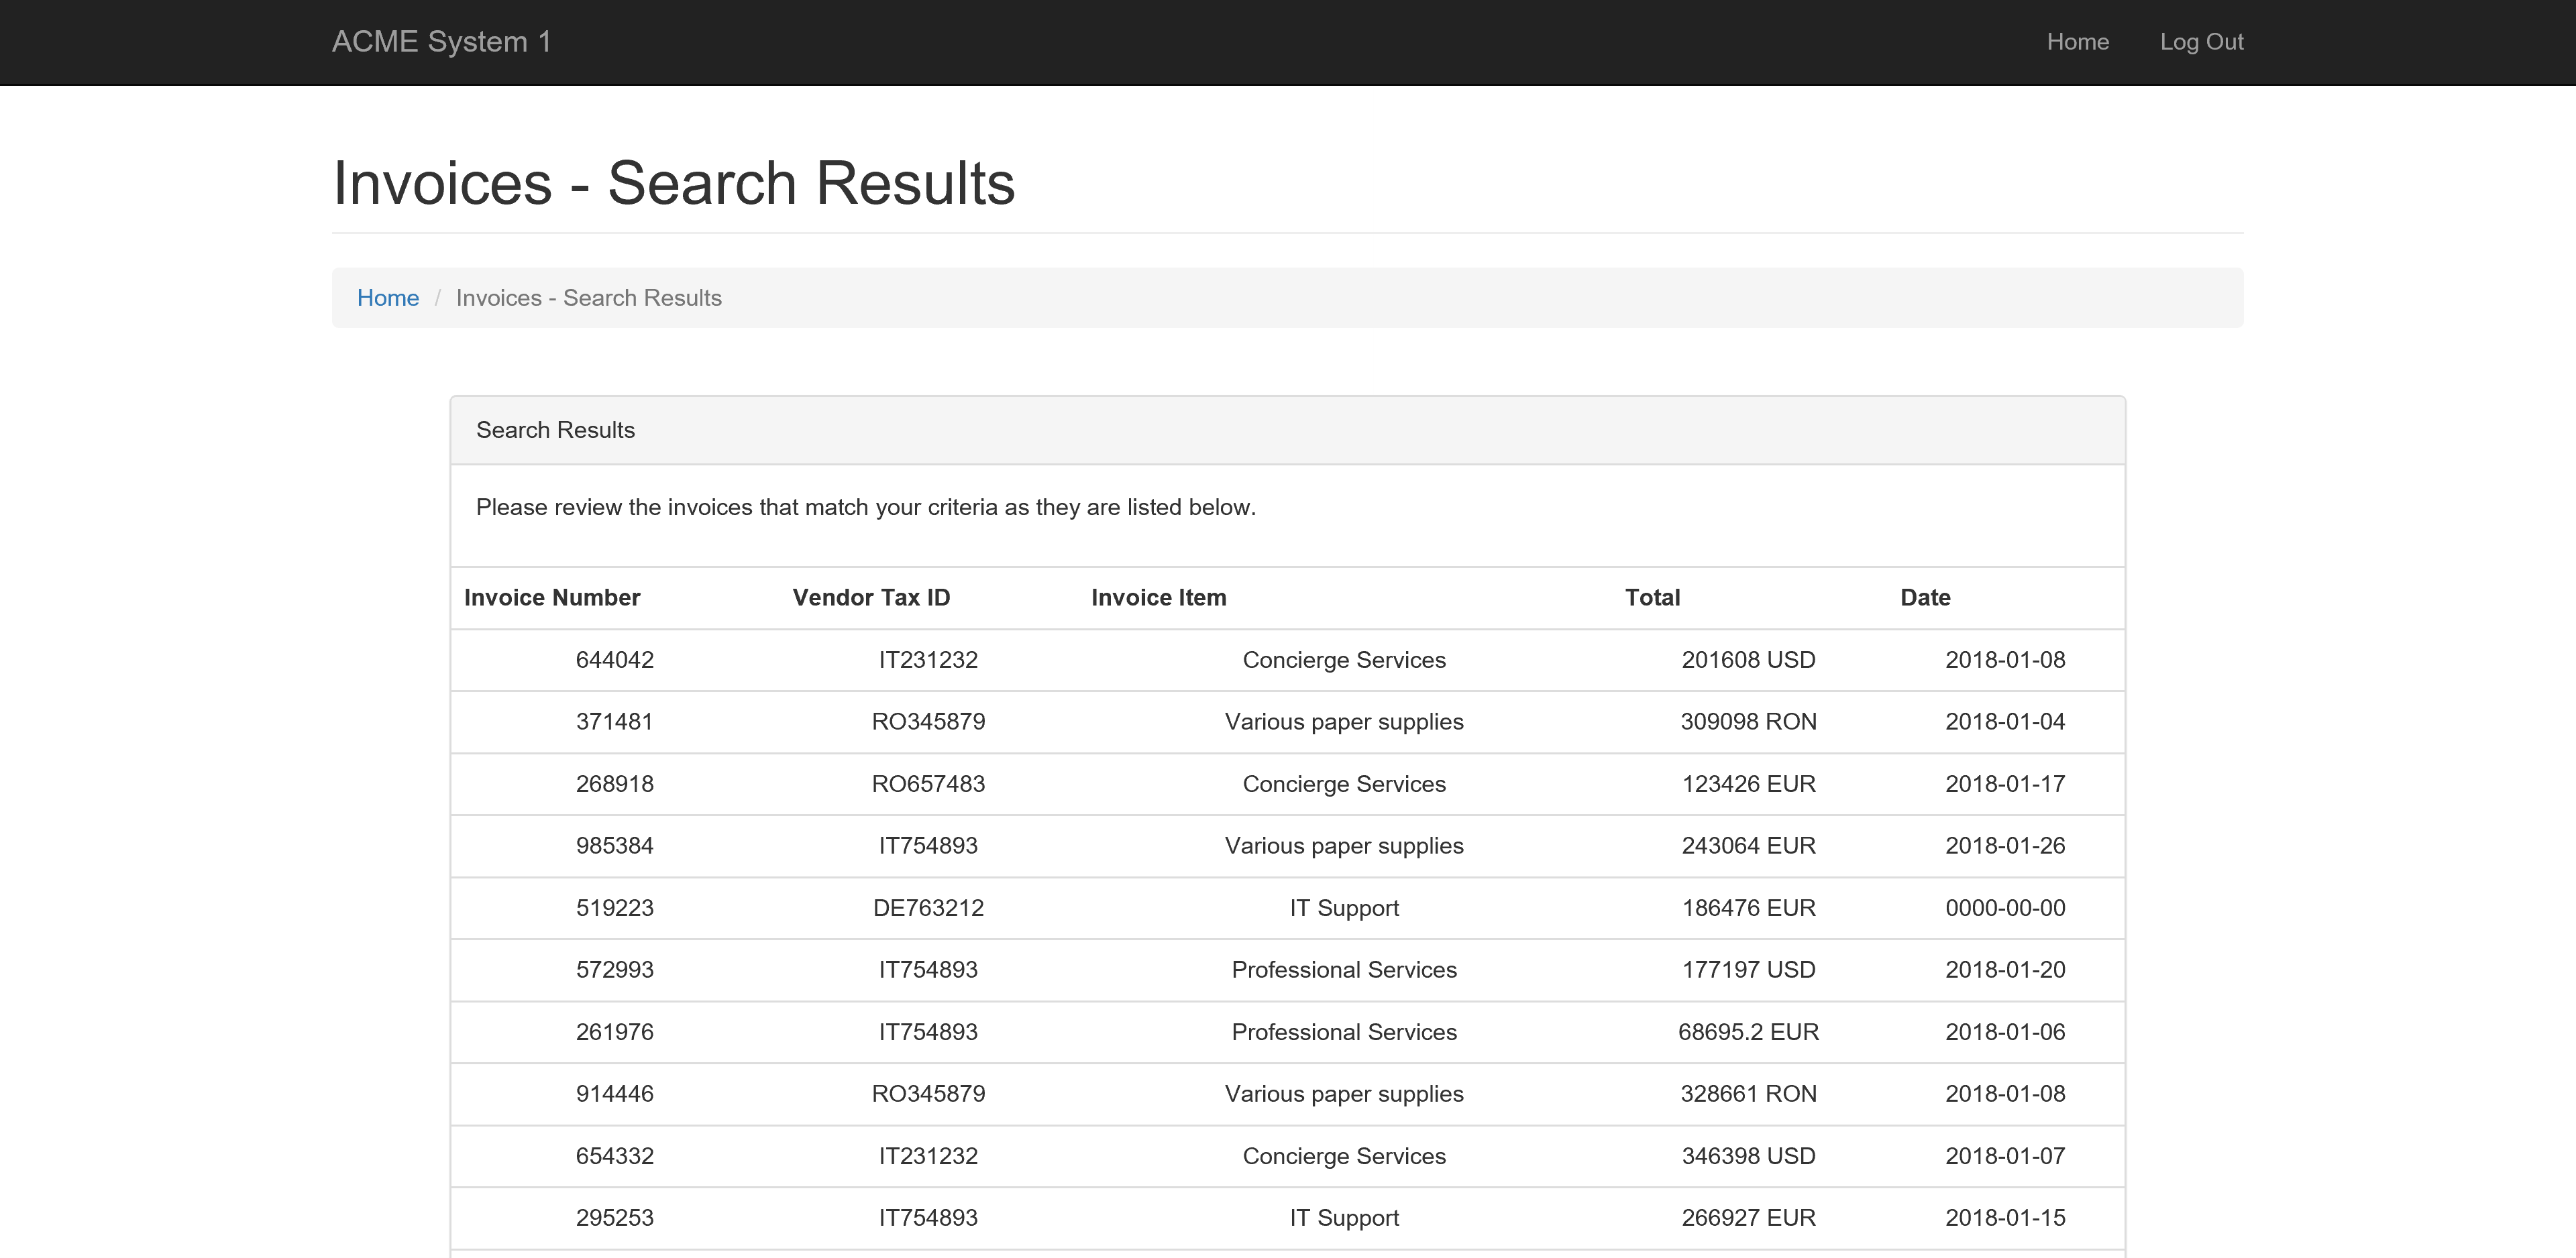 ACME System 1 Home Log Out
Invoices - Search Results
Home / Invoices - Search Results
Search Results
Please review the invoices that match your criteria as they are listed below.
Invoice Number Vendor Tax ID Invoice Item Total Date
644042 IT231232 Concierge Services 201608 USD 2018-01-08
371481 RO345879 Various paper supplies 309098 RON 2018-01-04
268918 RO657483 Concierge Services 123426 EUR 2018-01-17
985384 IT754893 Various paper supplies 243064 EUR 2018-01-26
519223 DE763212 IT Support 186476 EUR 0000-00-00
572993 IT754893 Professional Services 177197 USD 2018-01-20
261976 IT754893 Professional Services 68695.2 EUR 2018-01-06
914446 RO345879 Various paper supplies 328661 RON 2018-01-08
654332 IT231232 Concierge Services 346398 USD 2018-01-07
295253 IT754893 IT Support 266927 EUR 2018-01-15